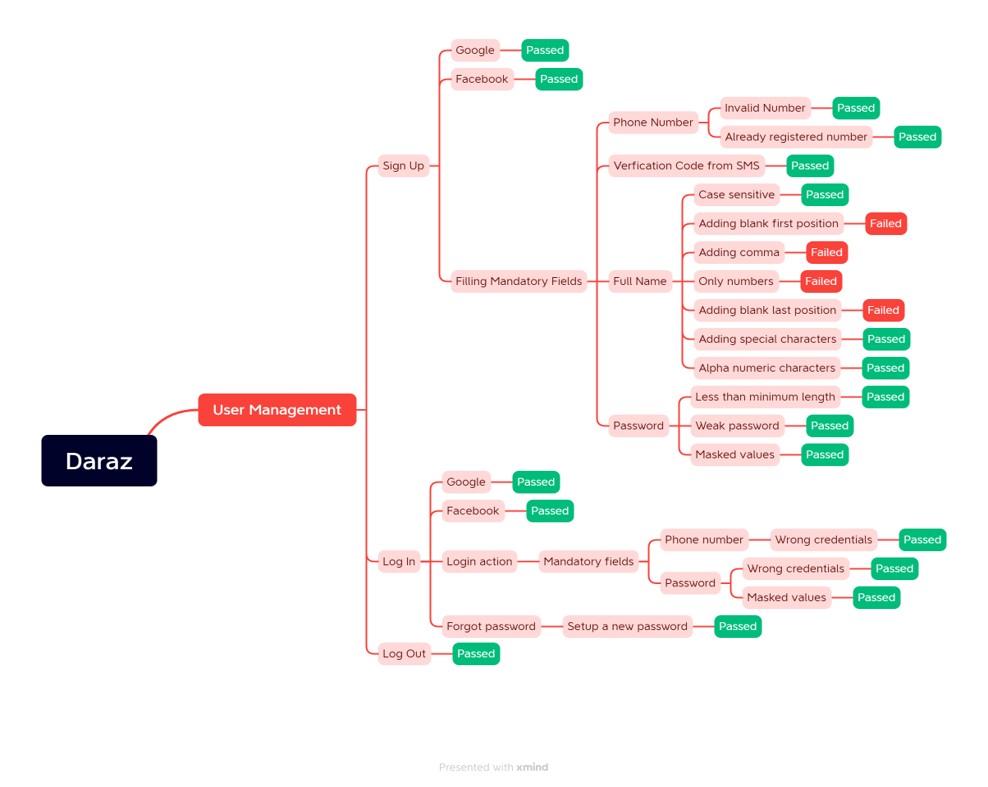 Google
Passed
Facebook
Passed
Invalid Number
Passed
Phone Number
Already registered number
Passed
Sign Up
Verfication Code from SMS
Passed
Case sensitive
Passed
Adding blank first position
Failed
Adding comma
Failed
Filling Mandatory Fields
Full Name
Only numbers
Failed
Adding blank last position
Failed
Adding special characters
Passed
Alpha numeric characters
Passed
Less than minimum length
Passed
User Management
Password
Weak password
Passed
Masked values
Passed
Daraz
Google
Passed
Facebook
Passed
Phone number
Wrong credentials
Passed
Log In
Login action
Mandatory fields
Wrong credentials
Passed
Password
Masked values
Passed
Forgot password
Setup a new password
Passed
Log Out
Passed
Presented with xmind